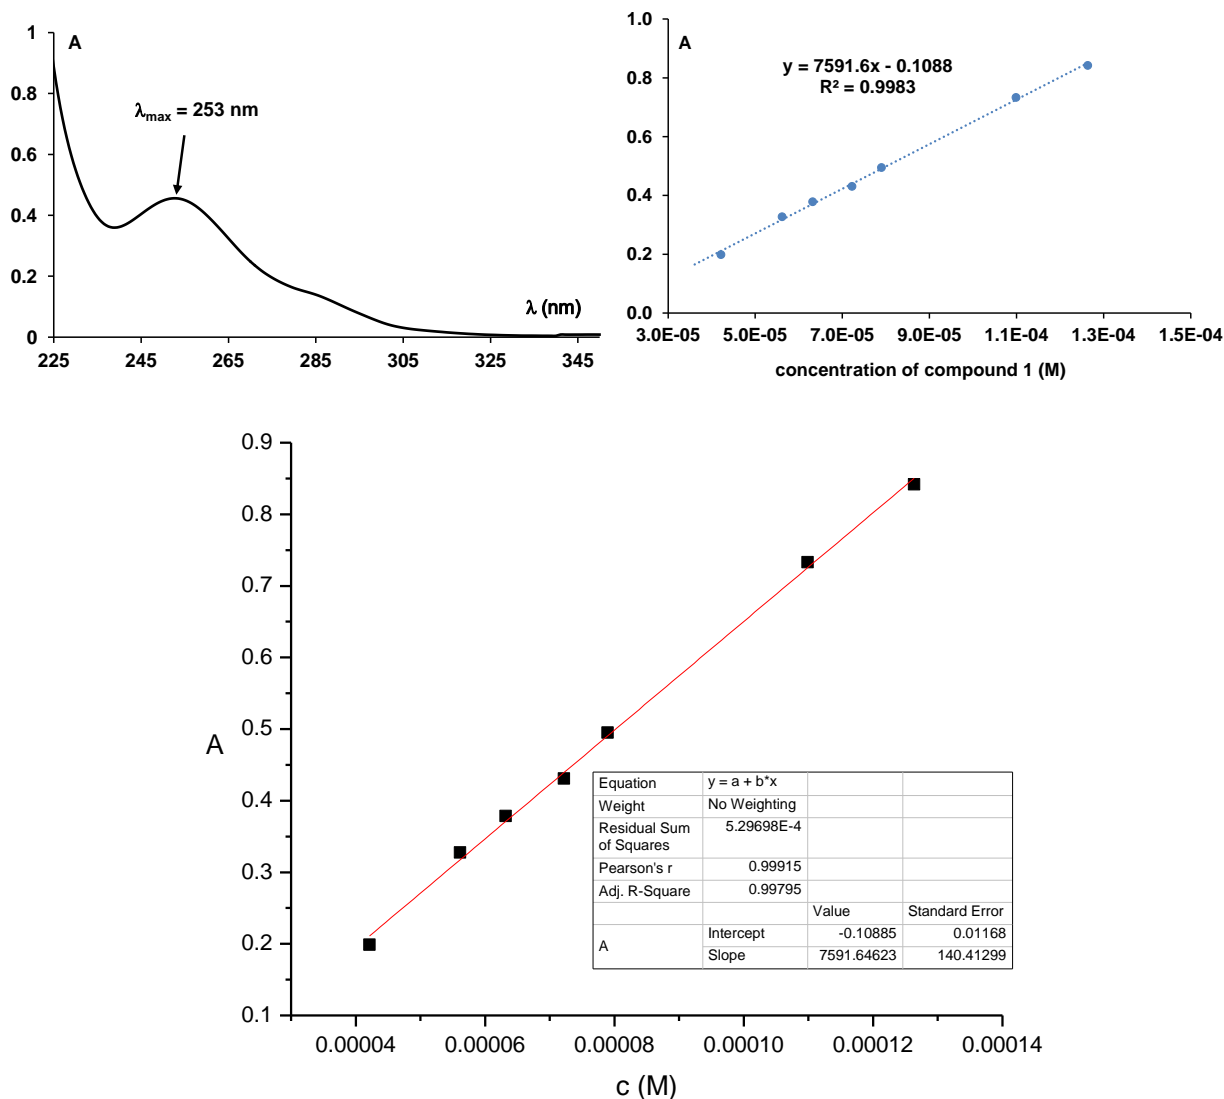 A
λmax = 253 nm
1
0.8
0.6
0.4
0.2
0
λ (nm)
225 245 265 285 305 325 345
A
y = 7591.6x - 0.1088
R² = 0.9983
1.0
0.8
0.6
0.4
0.2
0.0
3.0E-05 5.0E-05 7.0E-05 9.0E-05 1.1E-04 1.3E-04 1.5E-04
concentration of compound 1 (M)
0.9
0.8
0.7
0.6
0.5
0.4
0.3
0.2
0.1
A
Equation y = a + b*x
Weight No Weighting
Residual Sum
of Squares 5.29698E-4
Pearson's r 0.99915
Adj. R-Square 0.99795
Value Standard Error
A Intercept -0.10885 0.01168
Slope 7591.64623 140.41299
0.00004 0.00006 0.00008 0.00010 0.00012 0.00014
c (M)